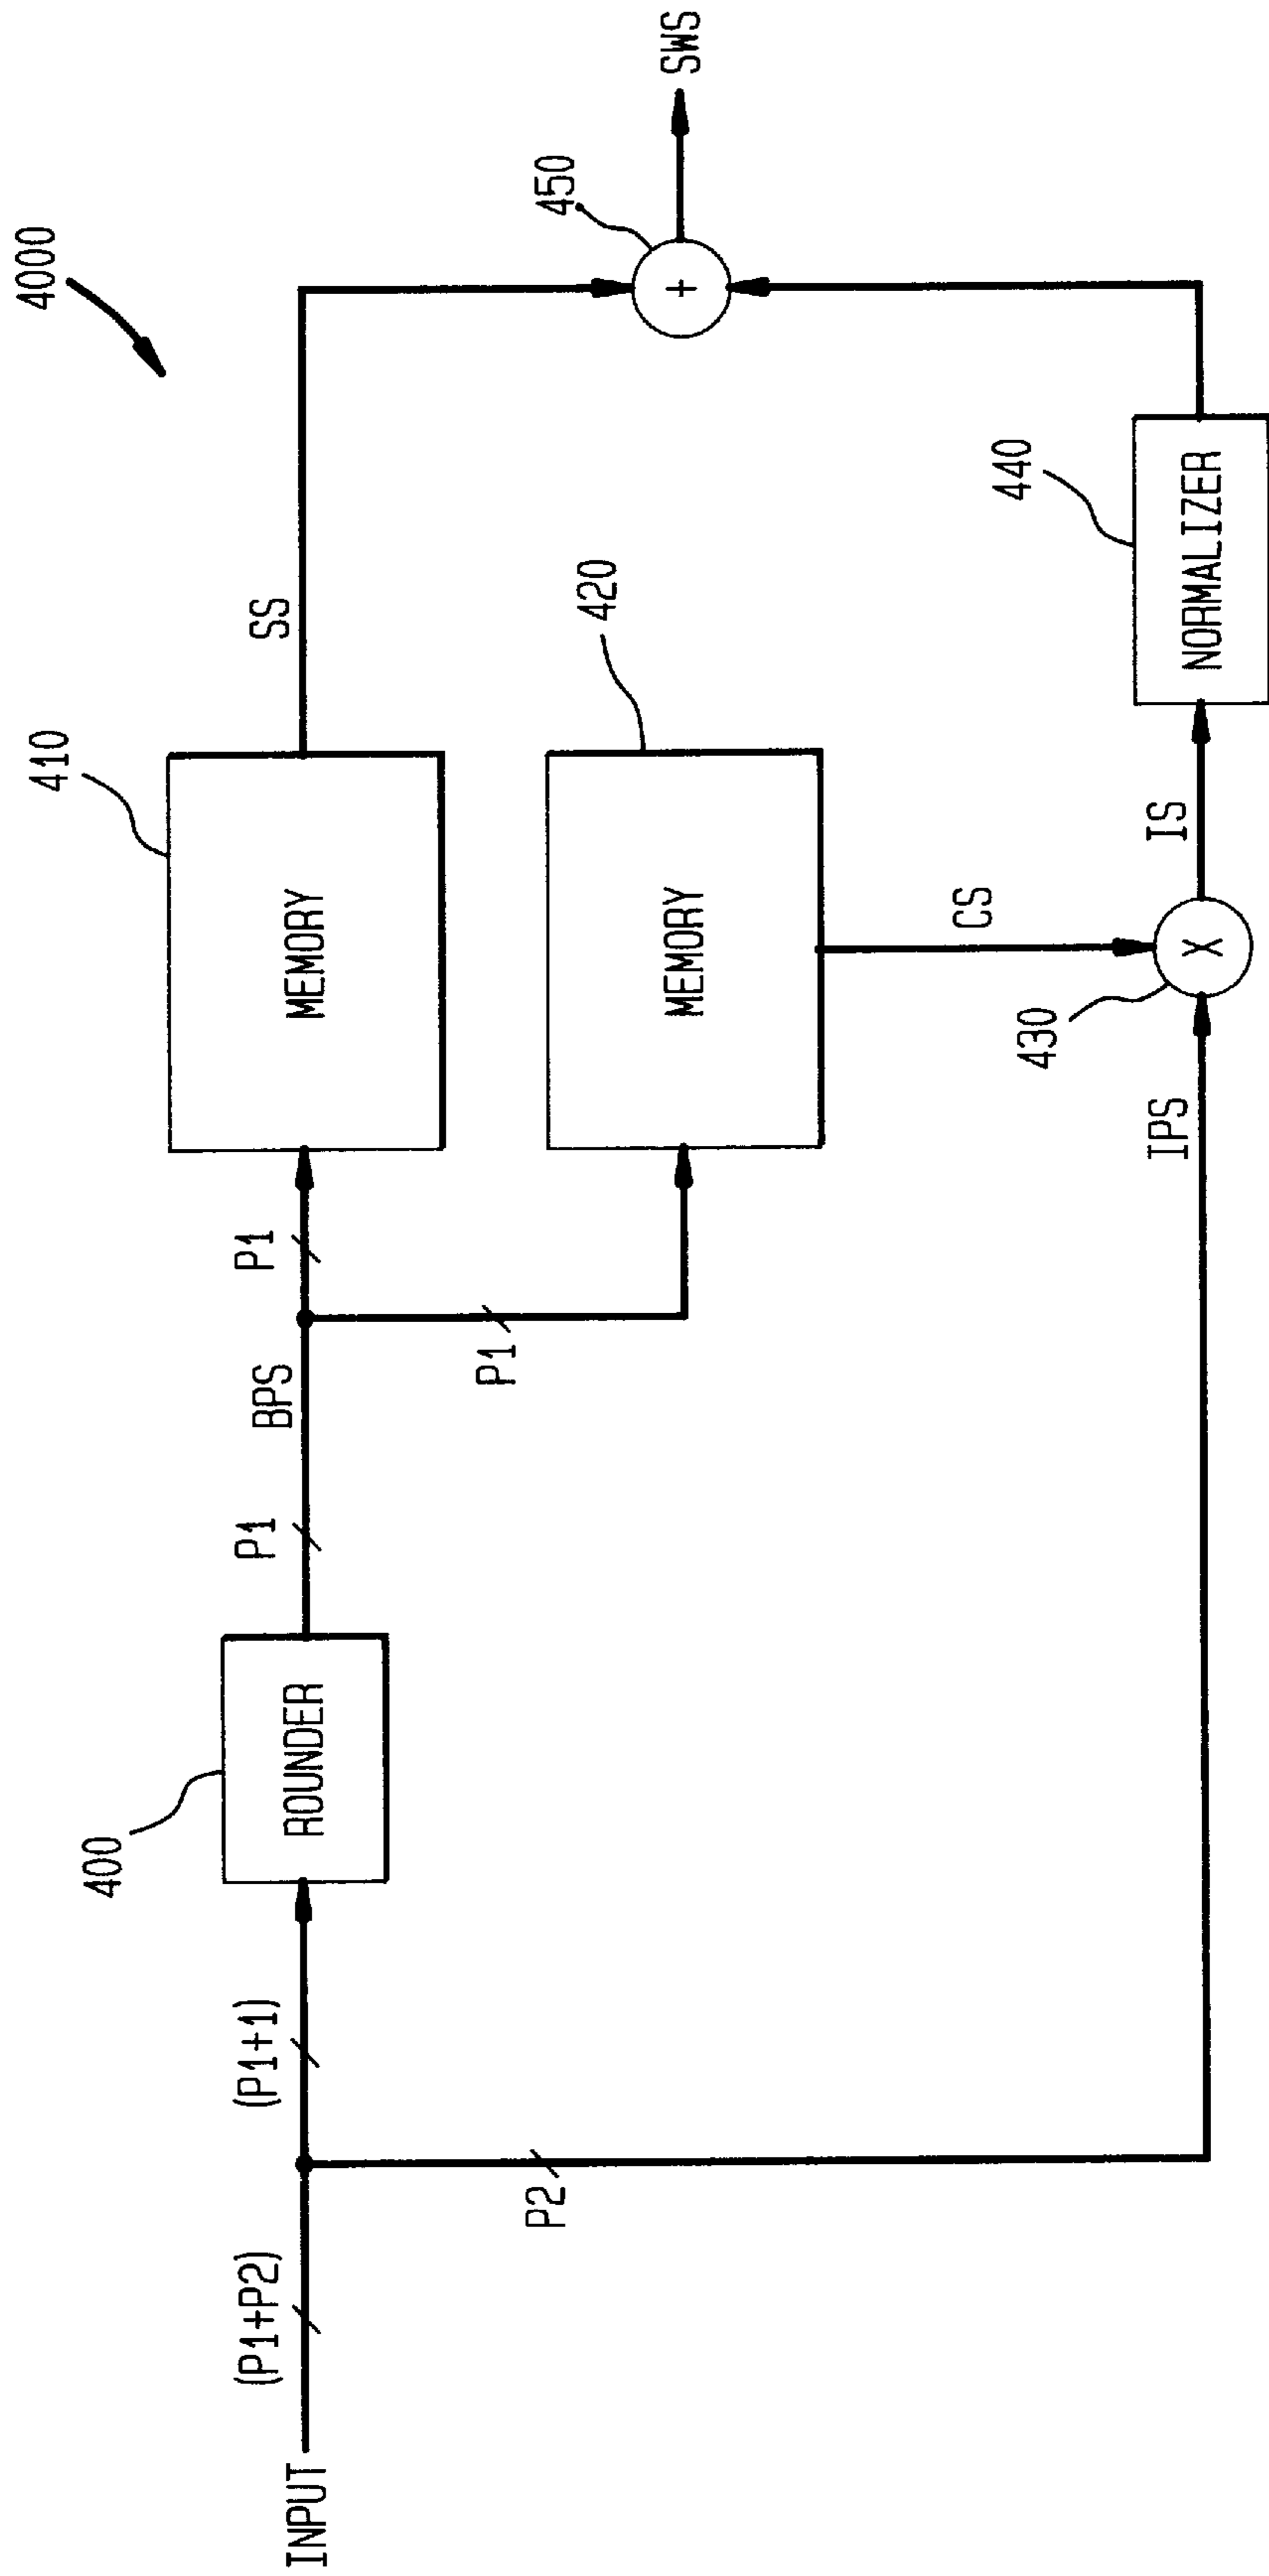 4000
INPUT
(P1+P2)
(P1+1)
P2
400
ROUNDER
P1
BPS
P1
P1
410
MEMORY
SS
420
MEMORY
CS
IPS
430
X
IS
440
NORMALIZER
450
+
SWS